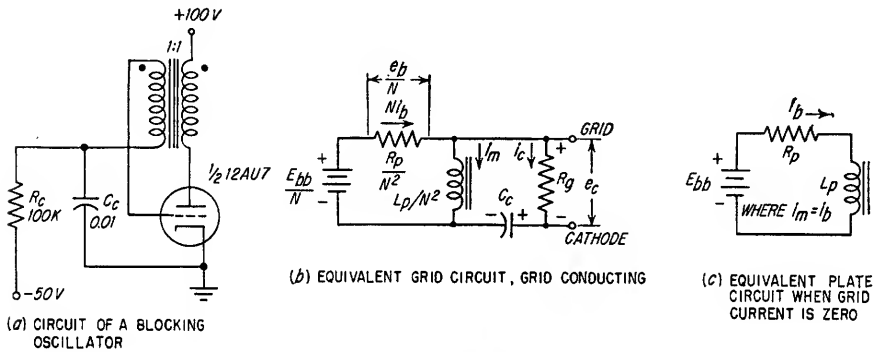 +100V
1:1
½ 12AU7
Rc
100K
Cc
0.01
-50V
(a) CIRCUIT OF A BLOCKING
OSCILLATOR
eb
N
Nib
Rp
N²
+
Ebb
N
-
im
Lp/N²
ic
Rg
+
-
Cc
- +
GRID
ec
CATHODE
(b) EQUIVALENT GRID CIRCUIT, GRID CONDUCTING
ib
Rp
+
Ebb
-
Lp
WHERE im=ib
(c) EQUIVALENT PLATE
CIRCUIT WHEN GRID
CURRENT IS ZERO